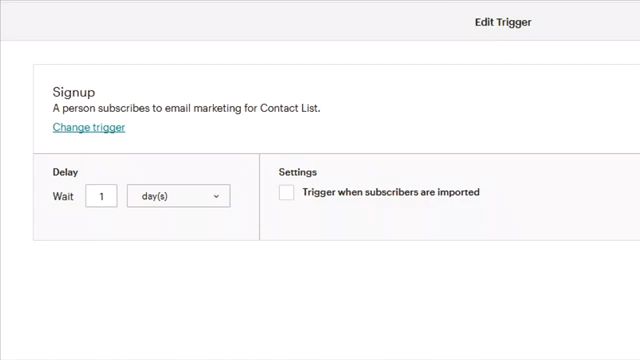 Edit Trigger
Signup
A person subscribes to email marketing for Contact List.
Change trigger
Delay
Settings
Wait 1 day(s)
Trigger when subscribers are imported